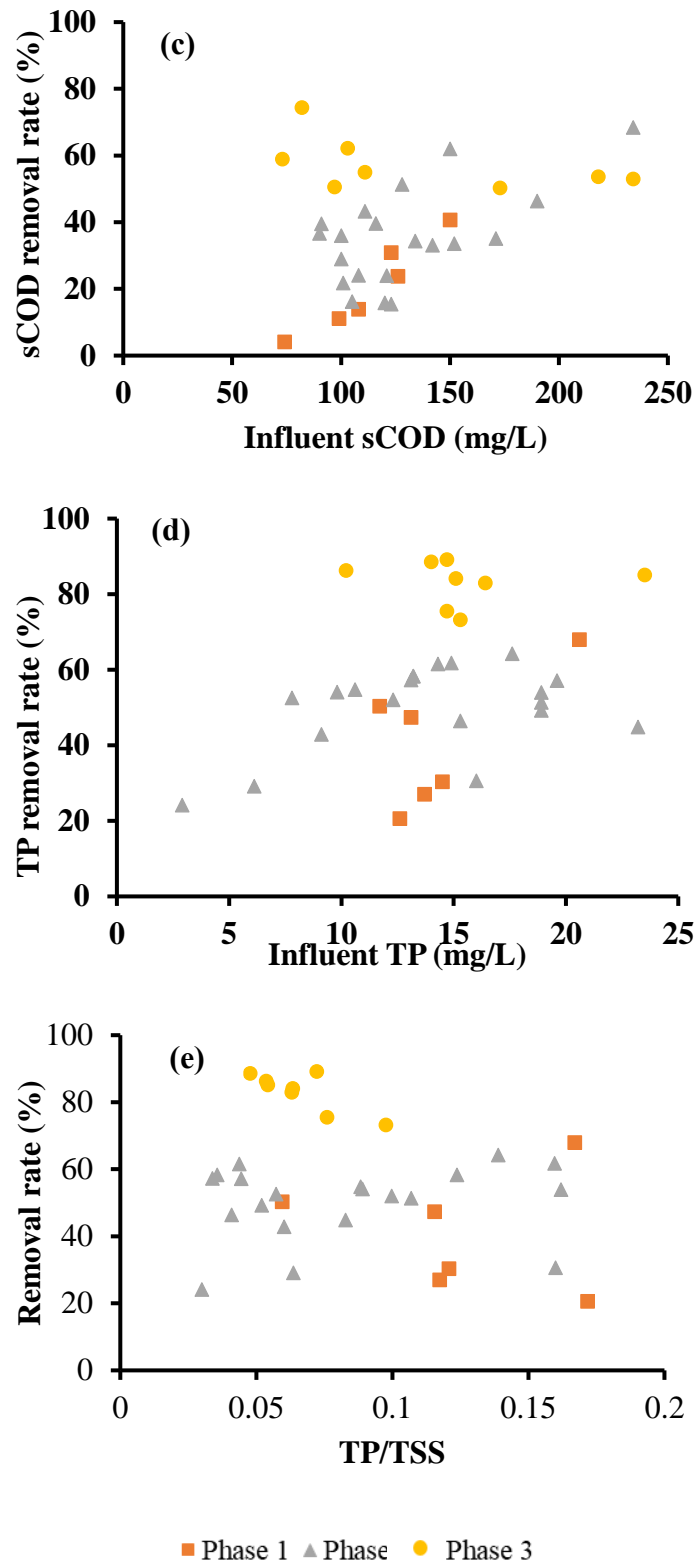 (c)
sCOD removal rate (%)
100
80
60
40
20
0
0 50 100 150 200 250
Influent sCOD (mg/L)
(d)
TP removal rate (%)
100
80
60
40
20
0
0 5 10 15 20 25
Influent TP (mg/L)
(e)
Removal rate (%)
100
80
60
40
20
0
0 0.05 0.1 0.15 0.2
TP/TSS
Phase 1 Phase Phase 3